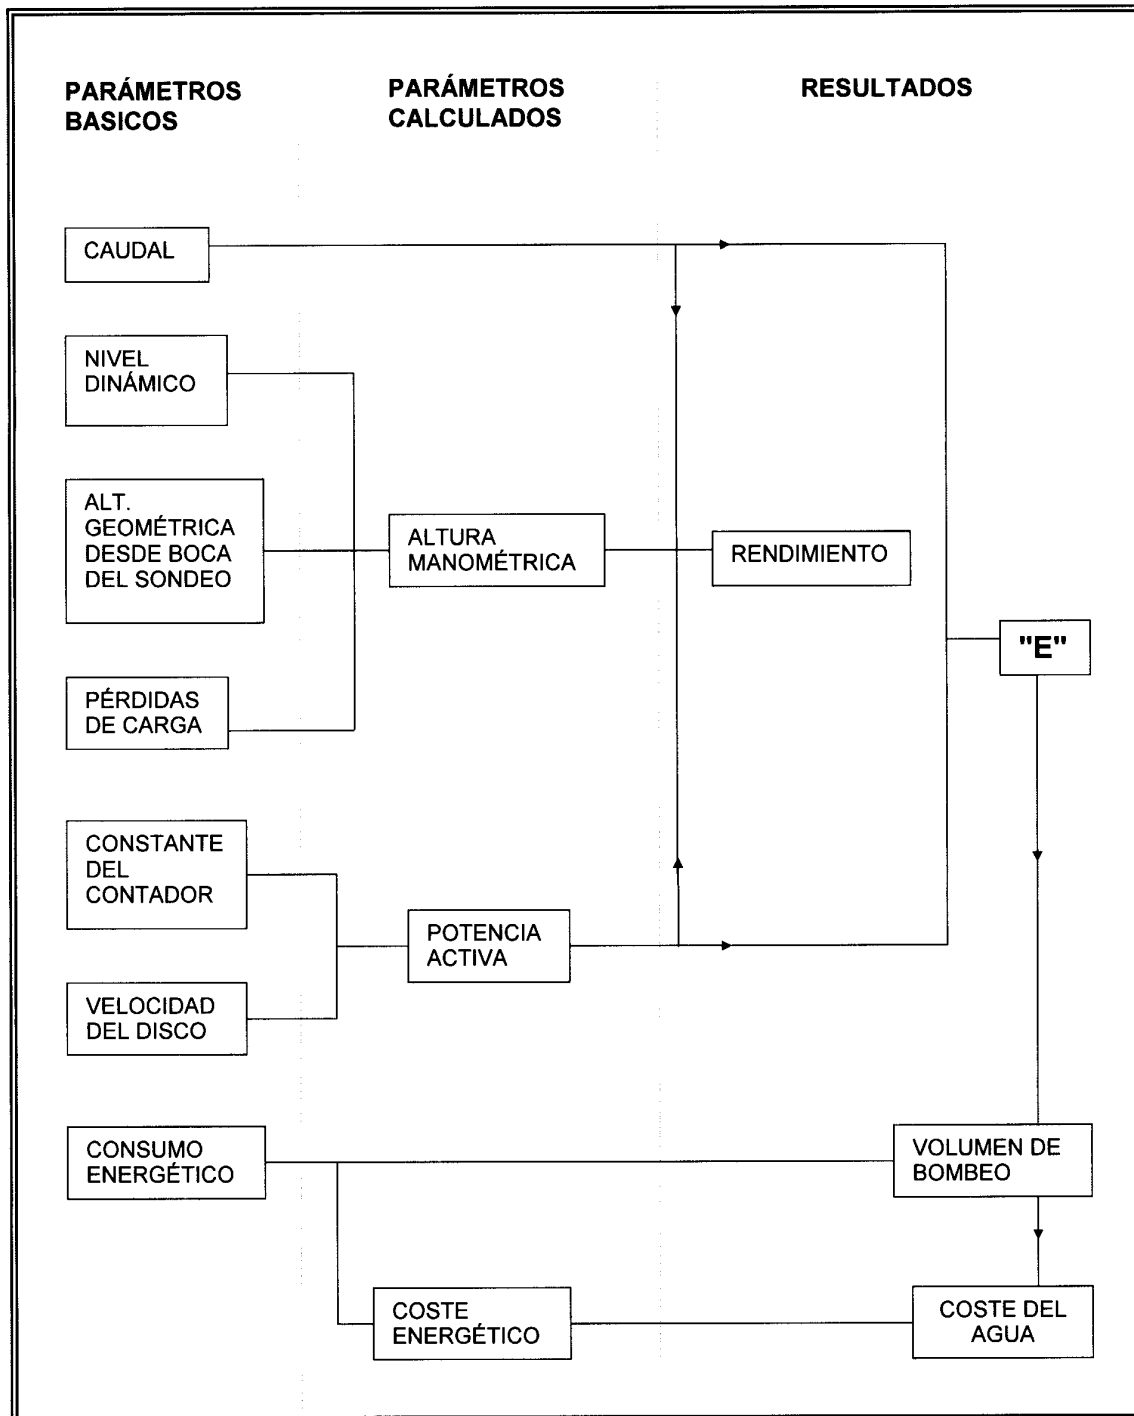 PARÁMETROS
BASICOS
PARÁMETROS
CALCULADOS
RESULTADOS
CAUDAL
NIVEL
DINÁMICO
ALT.
GEOMÉTRICA
DESDE BOCA
DEL SONDEO
ALTURA
MANOMÉTRICA
RENDIMIENTO
"E"
PÉRDIDAS
DE CARGA
CONSTANTE
DEL
CONTADOR
POTENCIA
ACTIVA
VELOCIDAD
DEL DISCO
CONSUMO
ENERGÉTICO
VOLUMEN DE
BOMBEO
COSTE
ENERGÉTICO
COSTE DEL
AGUA